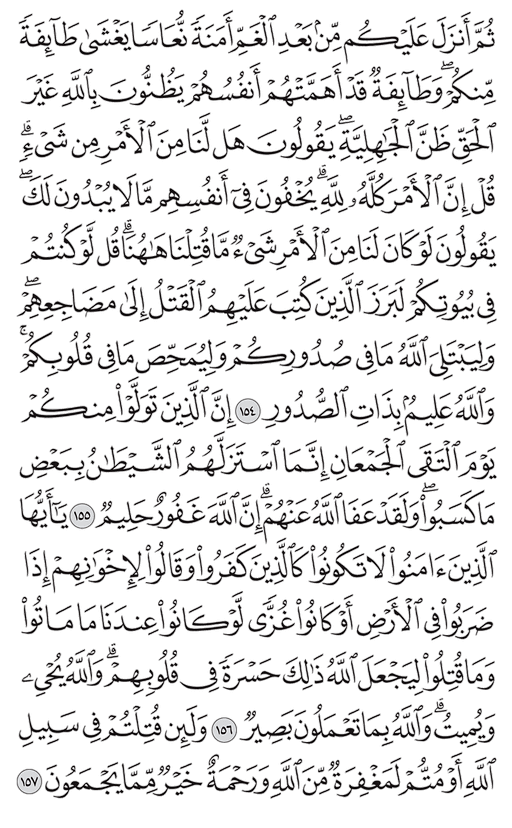 ثُمَّ أَنزَلَ عَلَيْكُم مِّنۢ بَعْدِ ٱلْغَمِّ أَمَنَةً نُّعَاسًا يَغْشَىٰ طَآئِفَةً
مِّنكُمْ ۖ وَطَآئِفَةٌ قَدْ أَهَمَّتْهُمْ أَنفُسُهُمْ يَظُنُّونَ بِٱللَّهِ غَيْرَ
ٱلْحَقِّ ظَنَّ ٱلْجَٰهِلِيَّةِ ۖ يَقُولُونَ هَل لَّنَا مِنَ ٱلْأَمْرِ مِن شَىْءٍ ۗ
قُلْ إِنَّ ٱلْأَمْرَ كُلَّهُۥ لِلَّهِ ۗ يُخْفُونَ فِىٓ أَنفُسِهِم مَّا لَا يُبْدُونَ لَكَ ۖ
يَقُولُونَ لَوْ كَانَ لَنَا مِنَ ٱلْأَمْرِ شَىْءٌ مَّا قُتِلْنَا هَٰهُنَا ۗ قُل لَّوْ كُنتُمْ
فِى بُيُوتِكُمْ لَبَرَزَ ٱلَّذِينَ كُتِبَ عَلَيْهِمُ ٱلْقَتْلُ إِلَىٰ مَضَاجِعِهِمْ ۖ
وَلِيَبْتَلِىَ ٱللَّهُ مَا فِى صُدُورِكُمْ وَلِيُمَحِّصَ مَا فِى قُلُوبِكُمْ ۚ
وَٱللَّهُ عَلِيمٌۢ بِذَاتِ ٱلصُّدُورِ ١٥٤ إِنَّ ٱلَّذِينَ تَوَلَّوْا۟ مِنكُمْ
يَوْمَ ٱلْتَقَى ٱلْجَمْعَانِ إِنَّمَا ٱسْتَزَلَّهُمُ ٱلشَّيْطَٰنُ بِبَعْضِ
مَا كَسَبُوا۟ ۖ وَلَقَدْ عَفَا ٱللَّهُ عَنْهُمْ ۗ إِنَّ ٱللَّهَ غَفُورٌ حَلِيمٌ ١٥٥ يَٰٓأَيُّهَا
ٱلَّذِينَ ءَامَنُوا۟ لَا تَكُونُوا۟ كَٱلَّذِينَ كَفَرُوا۟ وَقَالُوا۟ لِإِخْوَٰنِهِمْ إِذَا
ضَرَبُوا۟ فِى ٱلْأَرْضِ أَوْ كَانُوا۟ غُزًّى لَّوْ كَانُوا۟ عِندَنَا مَا مَاتُوا۟
وَمَا قُتِلُوا۟ لِيَجْعَلَ ٱللَّهُ ذَٰلِكَ حَسْرَةً فِى قُلُوبِهِمْ ۗ وَٱللَّهُ يُحْىِۦ
وَيُمِيتُ ۗ وَٱللَّهُ بِمَا تَعْمَلُونَ بَصِيرٌ ١٥٦ وَلَئِن قُتِلْتُمْ فِى سَبِيلِ
ٱللَّهِ أَوْ مُتُّمْ لَمَغْفِرَةٌ مِّنَ ٱللَّهِ وَرَحْمَةٌ خَيْرٌ مِّمَّا يَجْمَعُونَ ١٥٧